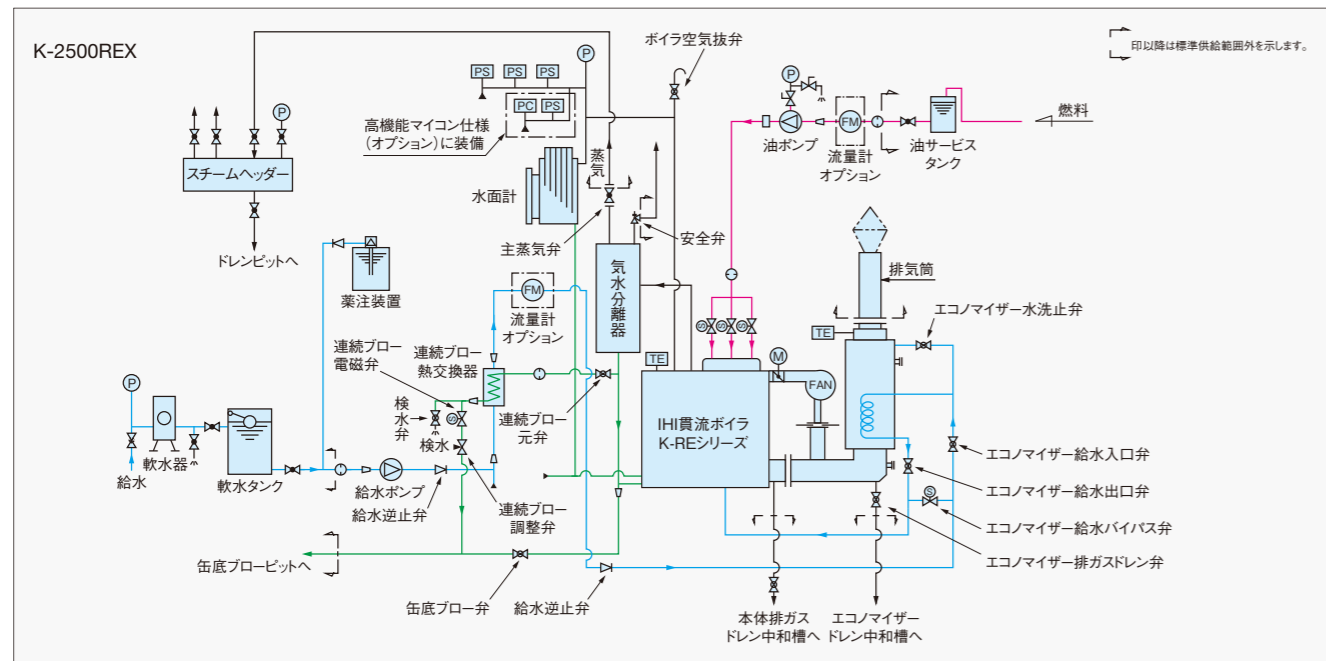 K-2500REX
印以降は標準供給範囲外を示します。
ボイラ空気抜弁
P
PS
PS
PS
PC
PS
高機能マイコン仕様
(オプション)に装備
P
燃料
FM
油ポンプ
流量計
オプション
油サービス
タンク
P
スチームヘッダー
ドレンピットへ
水面計
蒸気
主蒸気弁
安全弁
気水分離器
薬注装置
FM
流量計
オプション
S
S
S
排気筒
TE
エコノマイザー水洗止弁
連続ブロー
電磁弁
連続ブロー
熱交換器
TE
M
FAN
P
検水弁
S
検水
連続ブロー
元弁
IHI貫流ボイラ
K-REシリーズ
給水
軟水器
軟水タンク
給水ポンプ
給水逆止弁
連続ブロー
調整弁
エコノマイザー給水入口弁
エコノマイザー給水出口弁
S
エコノマイザー給水バイパス弁
エコノマイザー排ガスドレン弁
缶底ブローピットへ
缶底ブロー弁
給水逆止弁
本体排ガス
ドレン中和槽へ
エコノマイザー
ドレン中和槽へ